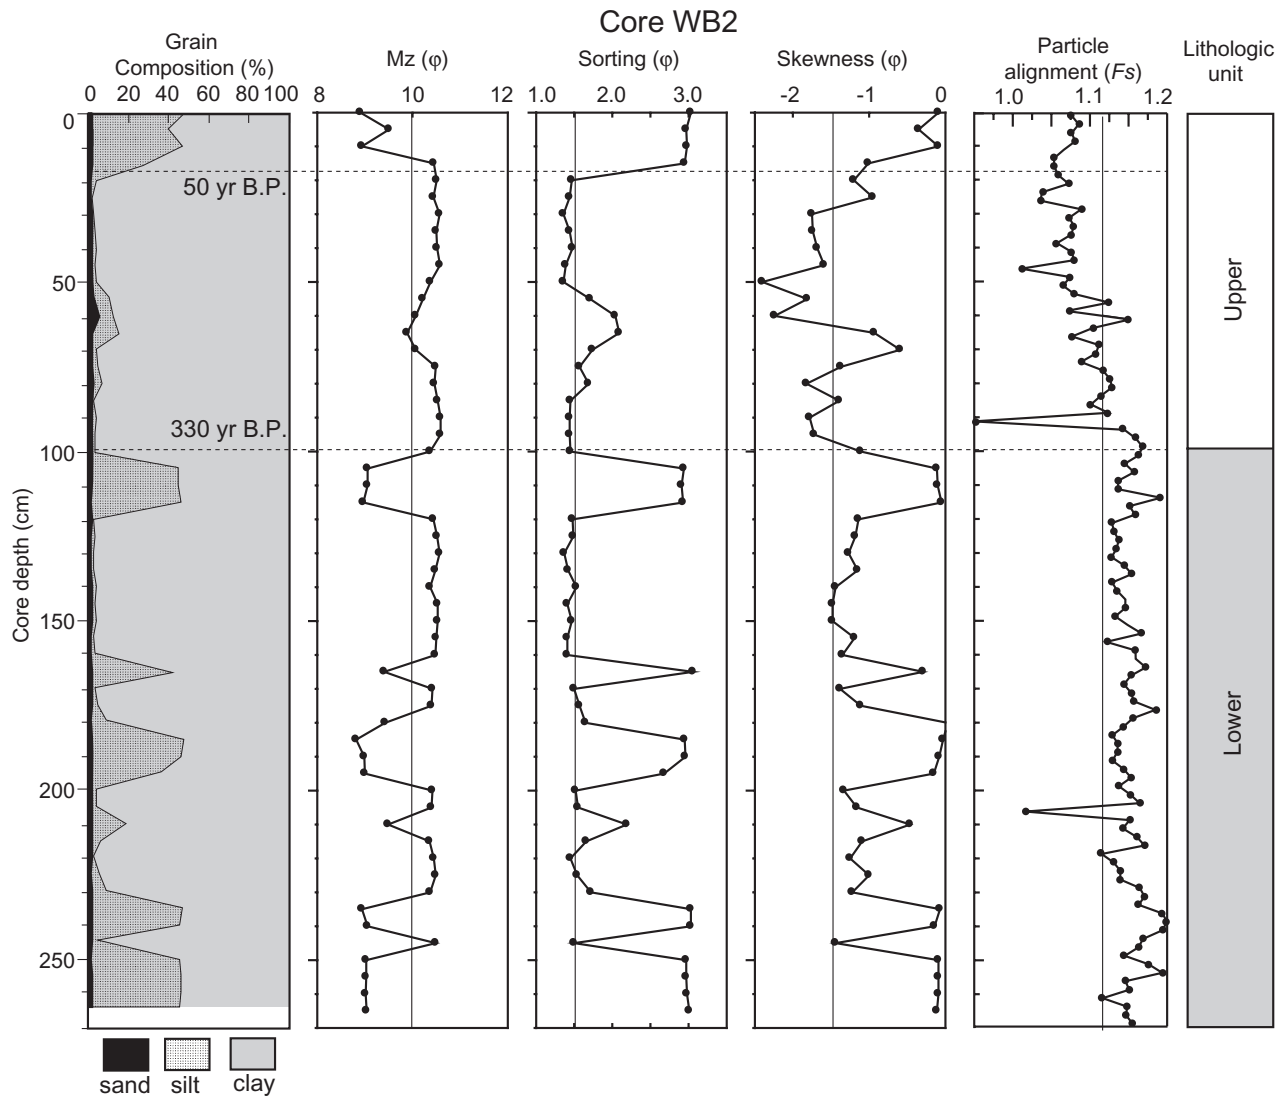 Core WB2
Grain
Composition (%)
Mz (φ)
Sorting (φ)
Skewness (φ)
Particle
alignment (Fs)
Lithologic
unit
0 20 40 60 80 100
8 10 12
1.0 2.0 3.0
-2 -1 0
1.0 1.1 1.2
0
50 yr B.P.
50
Upper
330 yr B.P.
100
Core depth (cm)
150
Lower
200
250
sand silt clay